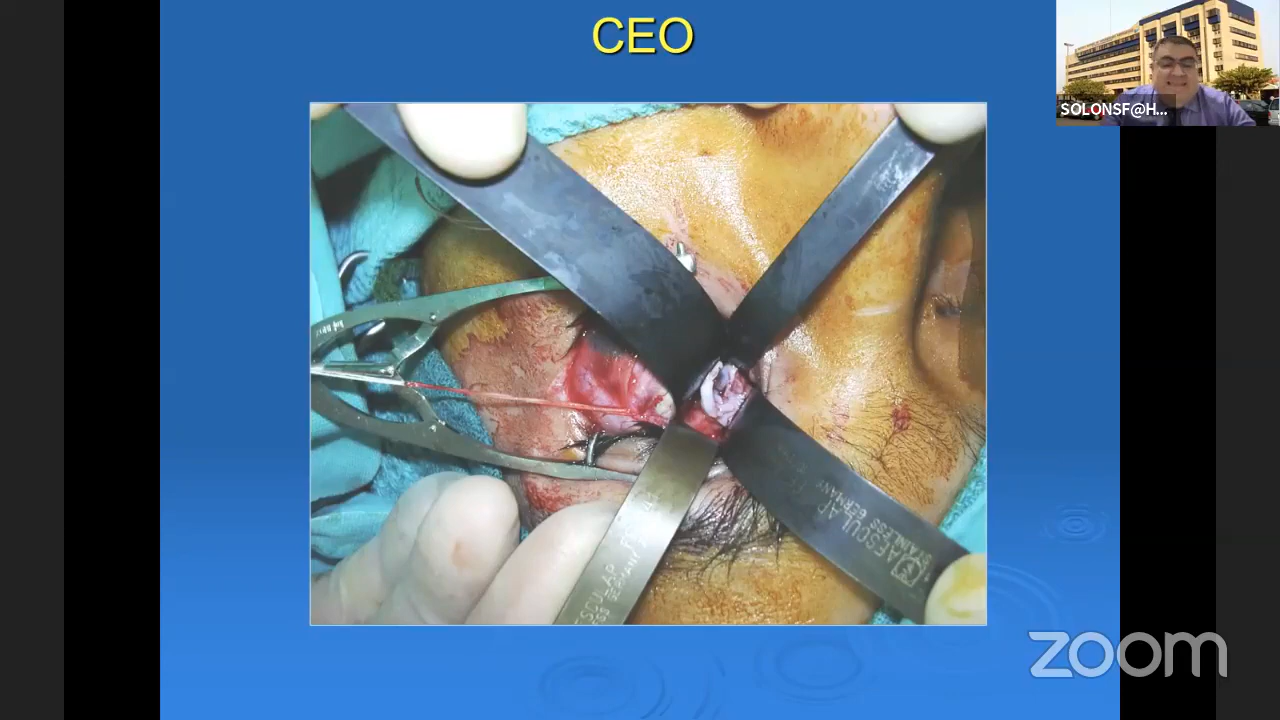 CEO
SOLONSF@H...
AESCULAP
STAINLESS GERMANY
zoom